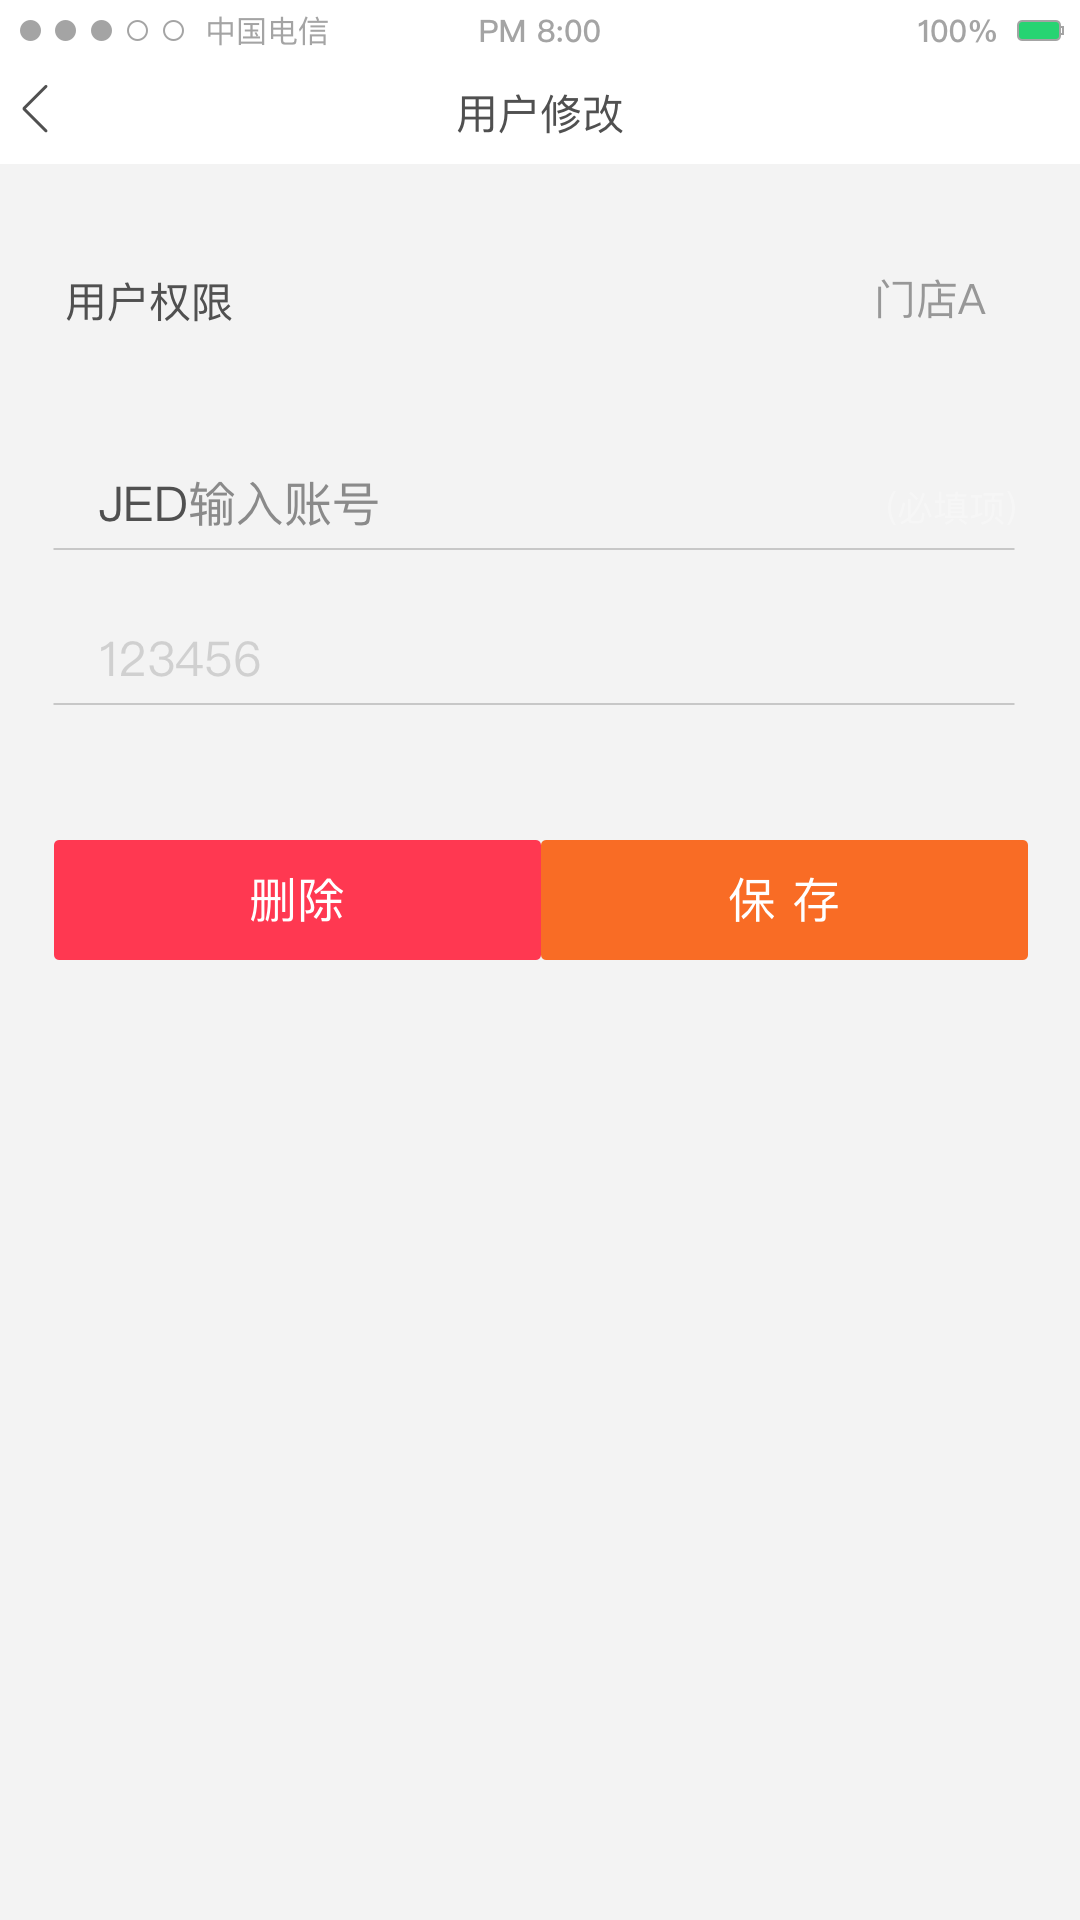 中国电信 PM 8:00 100%
用户修改
用户权限 门店A
JED输入账号 (必填项)
123456
删除 保 存